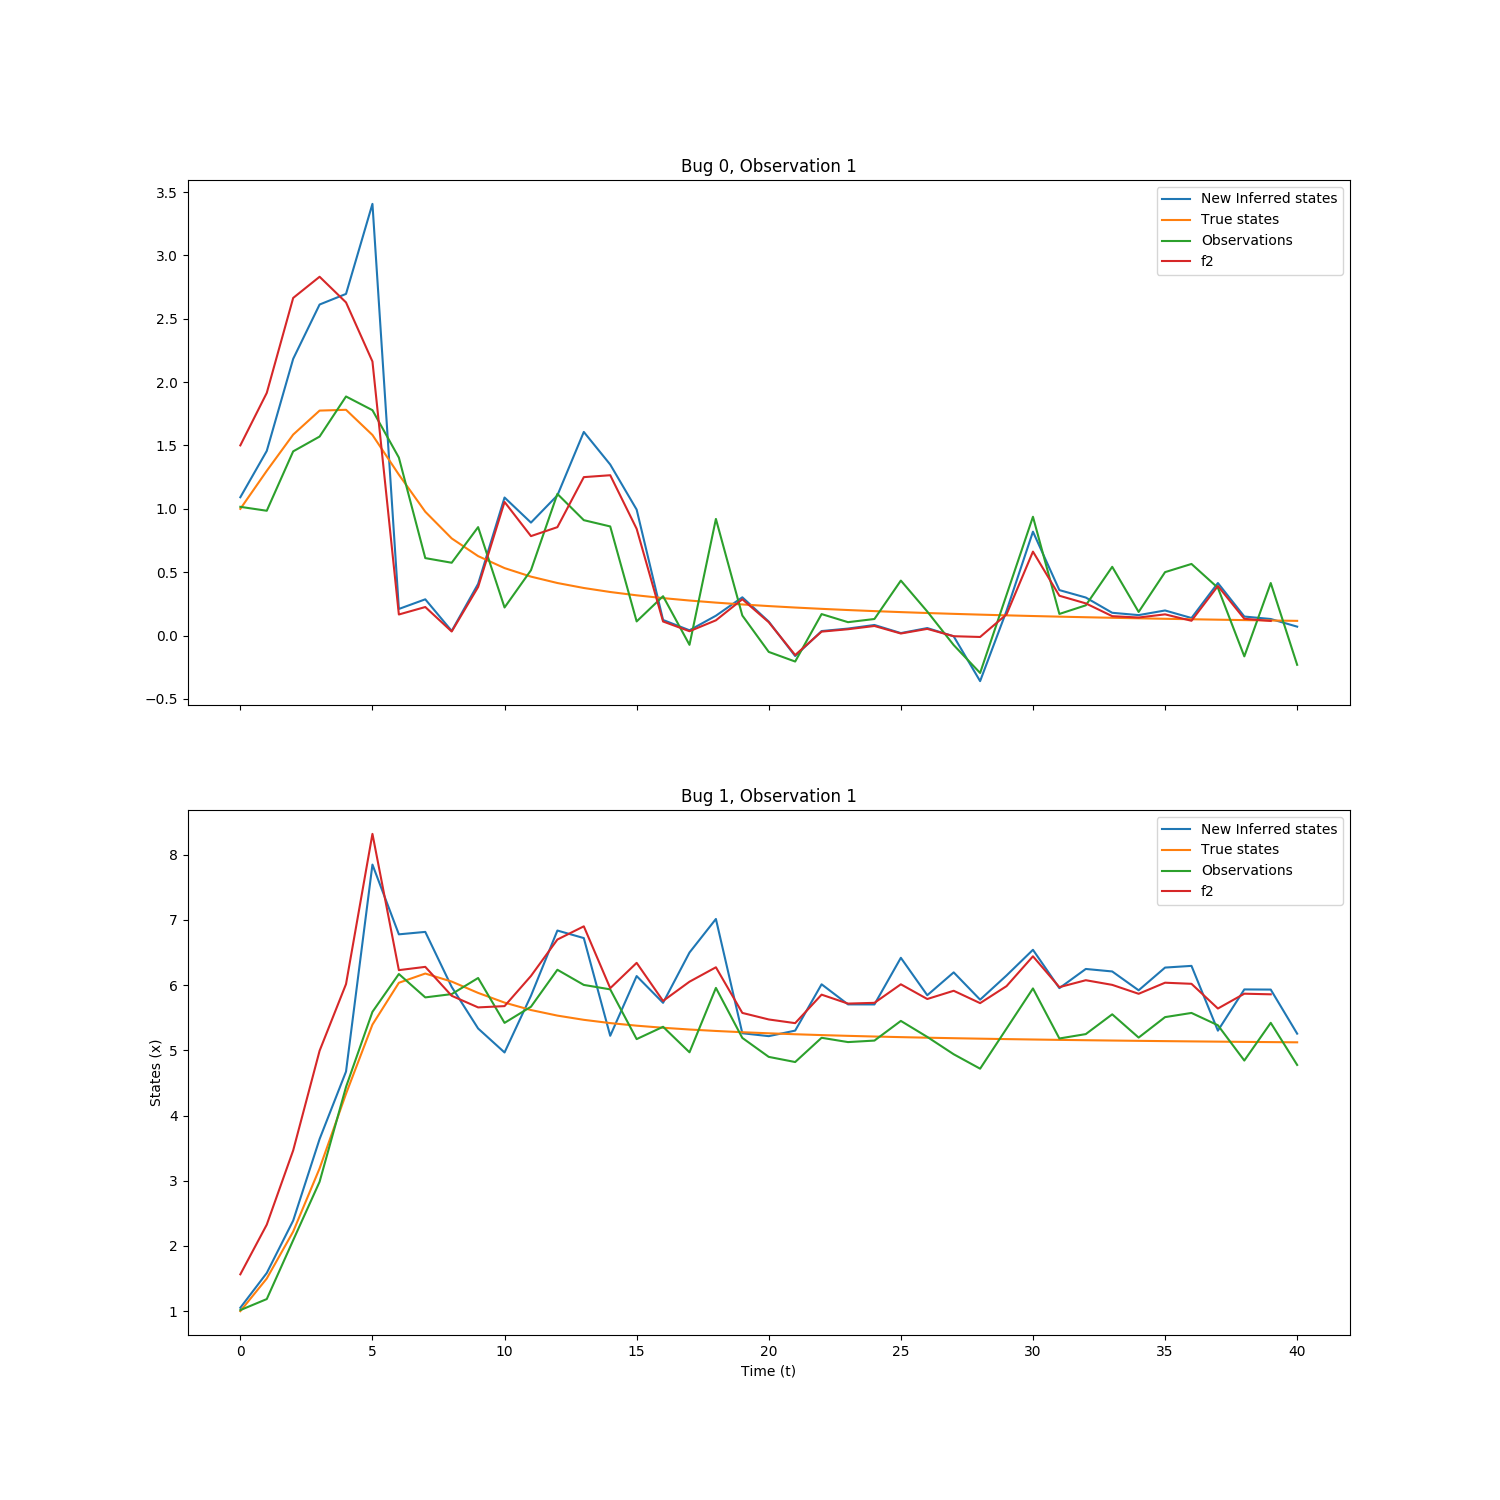 Bug 0, Observation 1
3.5
3.0
2.5
2.0
1.5
1.0
0.5
0.0
−0.5
New Inferred states
True states
Observations
f2
Bug 1, Observation 1
8
7
6
5
4
3
2
1
States (x)
New Inferred states
True states
Observations
f2
0 5 10 15 20 25 30 35 40
Time (t)